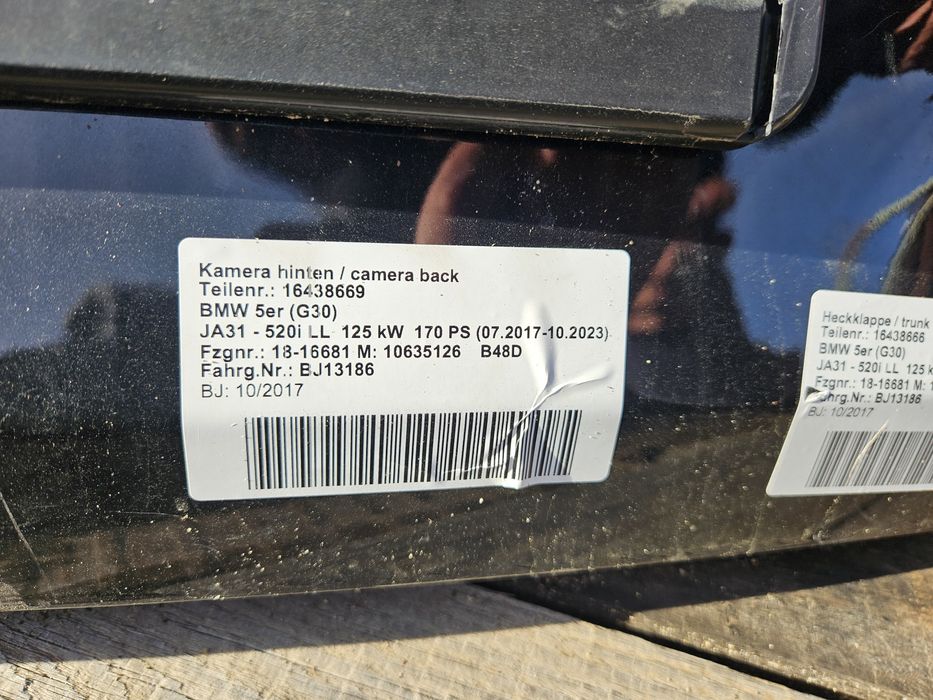 Kamera hinten / camera back
Teilenr.: 16438669
BMW 5er (G30)
JA31 - 520i LL 125 kW 170 PS (07.2017-10.2023)
Fzgnr.: 18-16681 M: 10635126 B48D
Fahrg.Nr.: BJ13186
BJ: 10/2017
Heckklappe / trunk
Teilenr.: 16438666
BMW 5er (G30)
JA31 - 520i LL 125
Fzgnr.: 18-16681 M:
Fahrg.Nr.: BJ13186
BJ: 10/2017